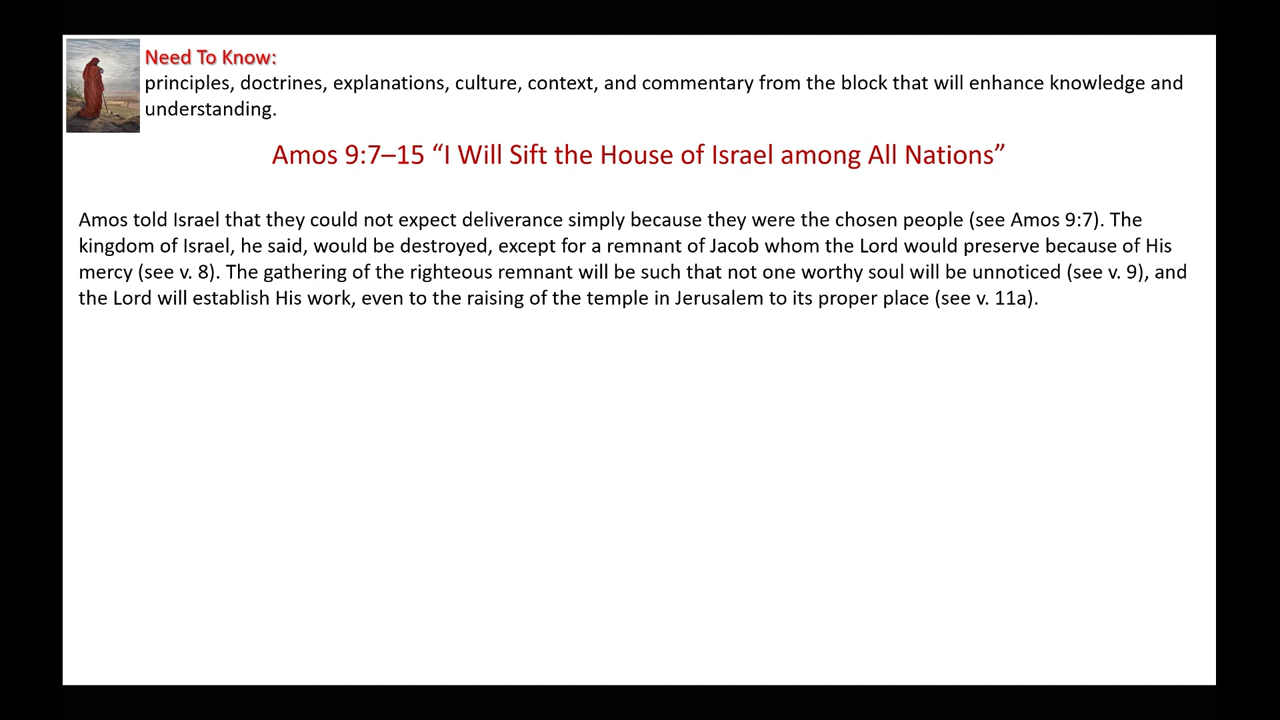 Need To Know:
principles, doctrines, explanations, culture, context, and commentary from the block that will enhance knowledge and
understanding.
Amos 9:7–15 “I Will Sift the House of Israel among All Nations”
Amos told Israel that they could not expect deliverance simply because they were the chosen people (see Amos 9:7). The
kingdom of Israel, he said, would be destroyed, except for a remnant of Jacob whom the Lord would preserve because of His
mercy (see v. 8). The gathering of the righteous remnant will be such that not one worthy soul will be unnoticed (see v. 9), and
the Lord will establish His work, even to the raising of the temple in Jerusalem to its proper place (see v. 11a).